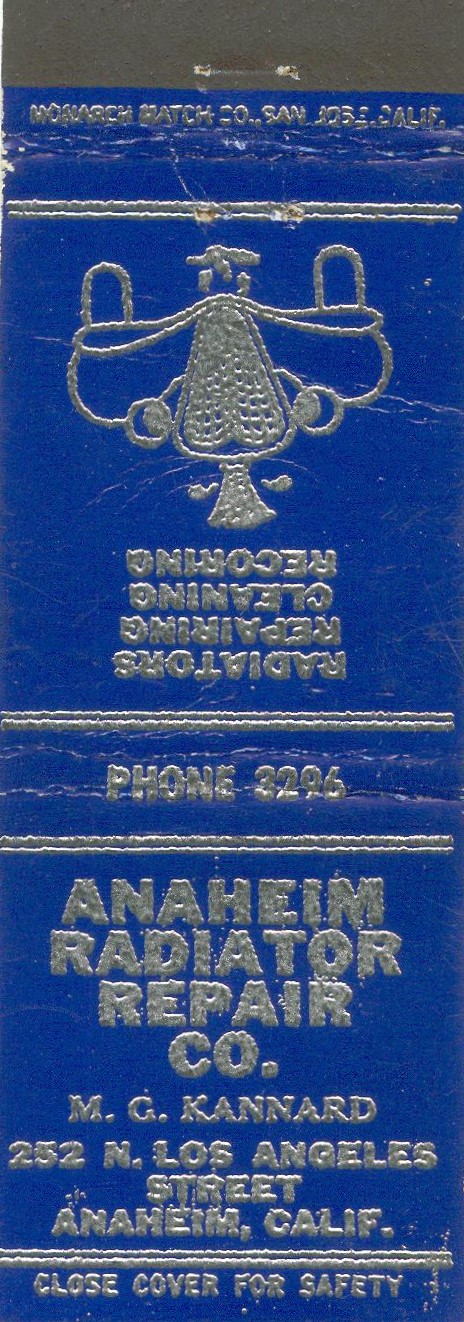 MONARCH MATCH CO., SAN JOSE, CALIF.
RADIATORS
REPAIRING
CLEANING
RECORING
PHONE 3296
ANAHEIM
RADIATOR
REPAIR
CO.
M. G. KANNARD
252 N. LOS ANGELES
STREET
ANAHEIM, CALIF.
CLOSE COVER FOR SAFETY